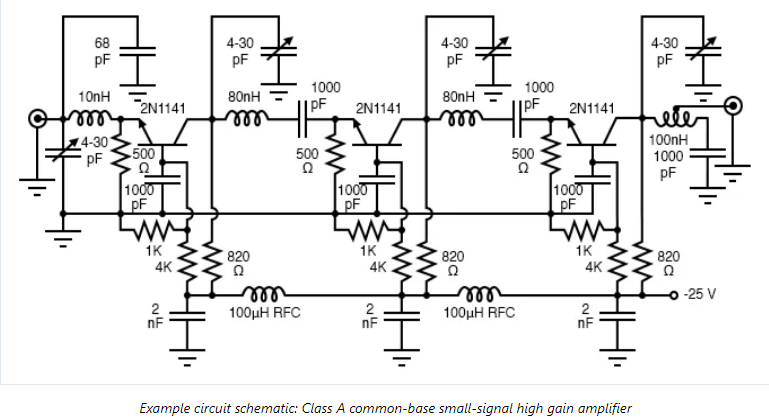 68
pF
4-30
pF
4-30
pF
4-30
pF
10nH
2N1141
80nH
1000
pF
2N1141
80nH
1000
pF
2N1141
4-30
pF
500
Ω
500
Ω
500
Ω
100nH
1000
pF
1000
pF
1000
pF
1000
pF
1K
4K
820
Ω
1K
4K
820
Ω
1K
4K
820
Ω
-25 V
2
nF
100µH RFC
2
nF
100µH RFC
2
nF
Example circuit schematic: Class A common-base small-signal high gain amplifier